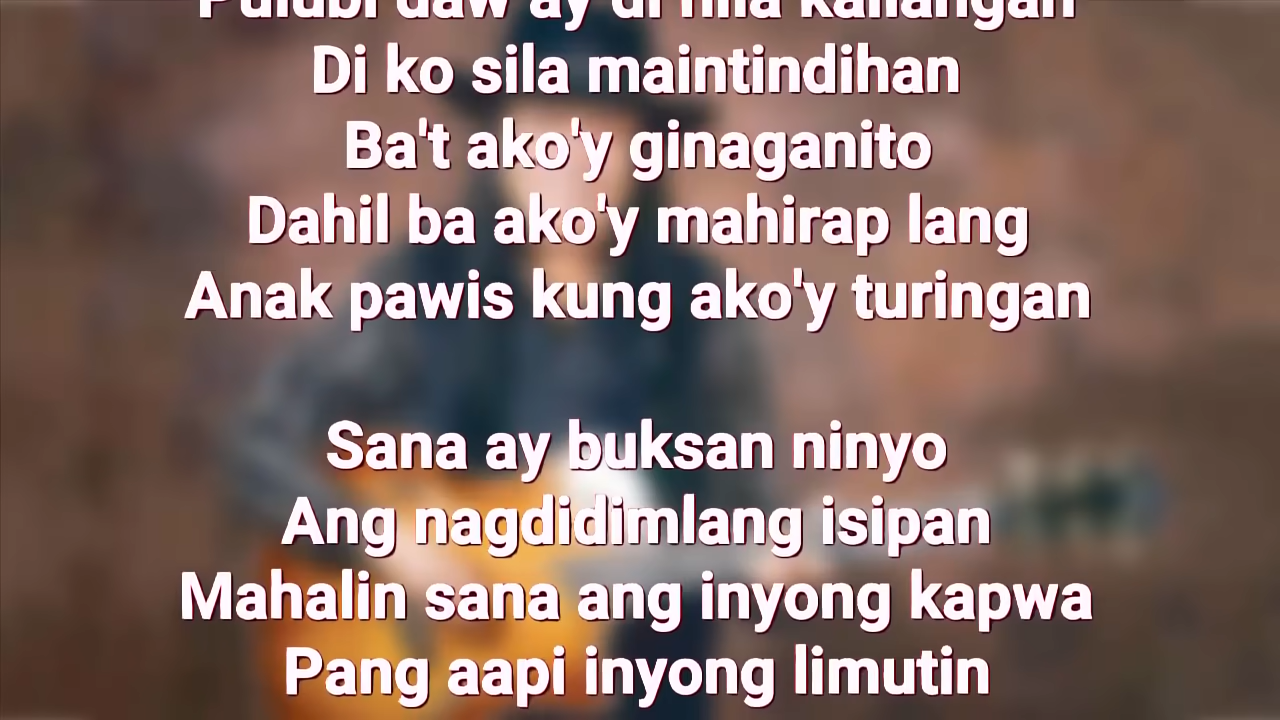 Pulubi daw ay di nila kailangan
Di ko sila maintindihan
Ba't ako'y ginaganito
Dahil ba ako'y mahirap lang
Anak pawis kung ako'y turingan
Sana ay buksan ninyo
Ang nagdidimlang isipan
Mahalin sana ang inyong kapwa
Pang aapi inyong limutin